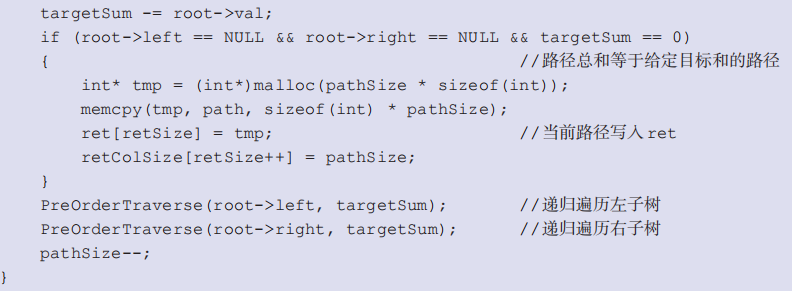 targetSum -= root->val;
if (root->left == NULL && root->right == NULL && targetSum == 0)
{ //路径总和等于给定目标和的路径
int* tmp = (int*)malloc(pathSize * sizeof(int));
memcpy(tmp, path, sizeof(int) * pathSize);
ret[retSize] = tmp; //当前路径写入 ret
retColSize[retSize++] = pathSize;
}
PreOrderTraverse(root->left, targetSum); //递归遍历左子树
PreOrderTraverse(root->right, targetSum); //递归遍历右子树
pathSize--;
}